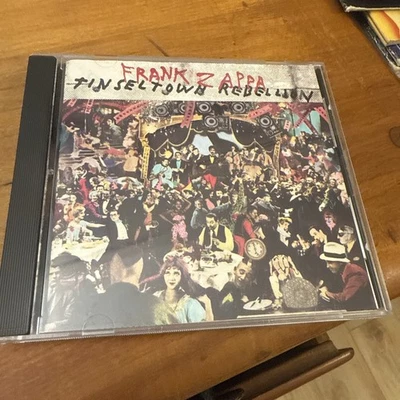 FRANK ZAPPA
TINSELTOWN REBELLION